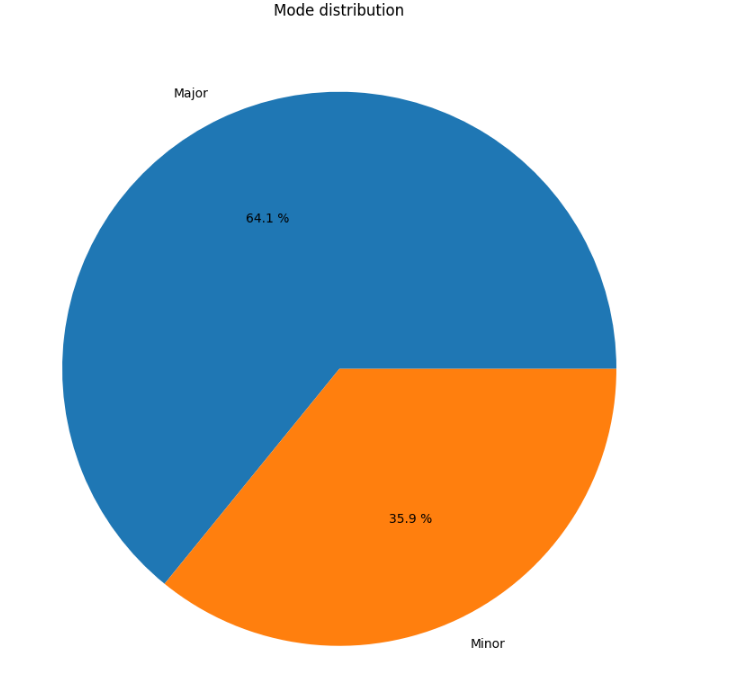 Mode distribution
Major
64.1 %
35.9 %
Minor